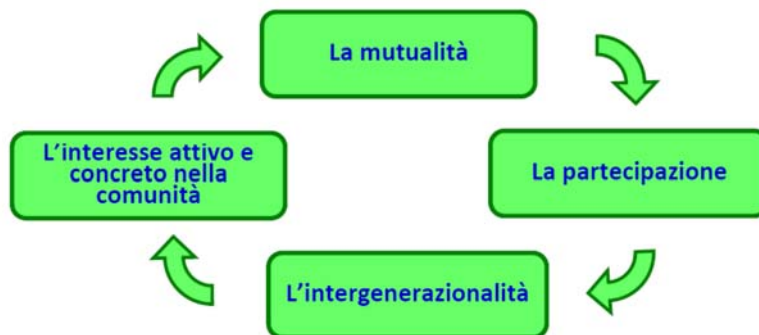 La mutualità
L’interesse attivo e
concreto nella
comunità
La partecipazione
L’intergenerazionalità